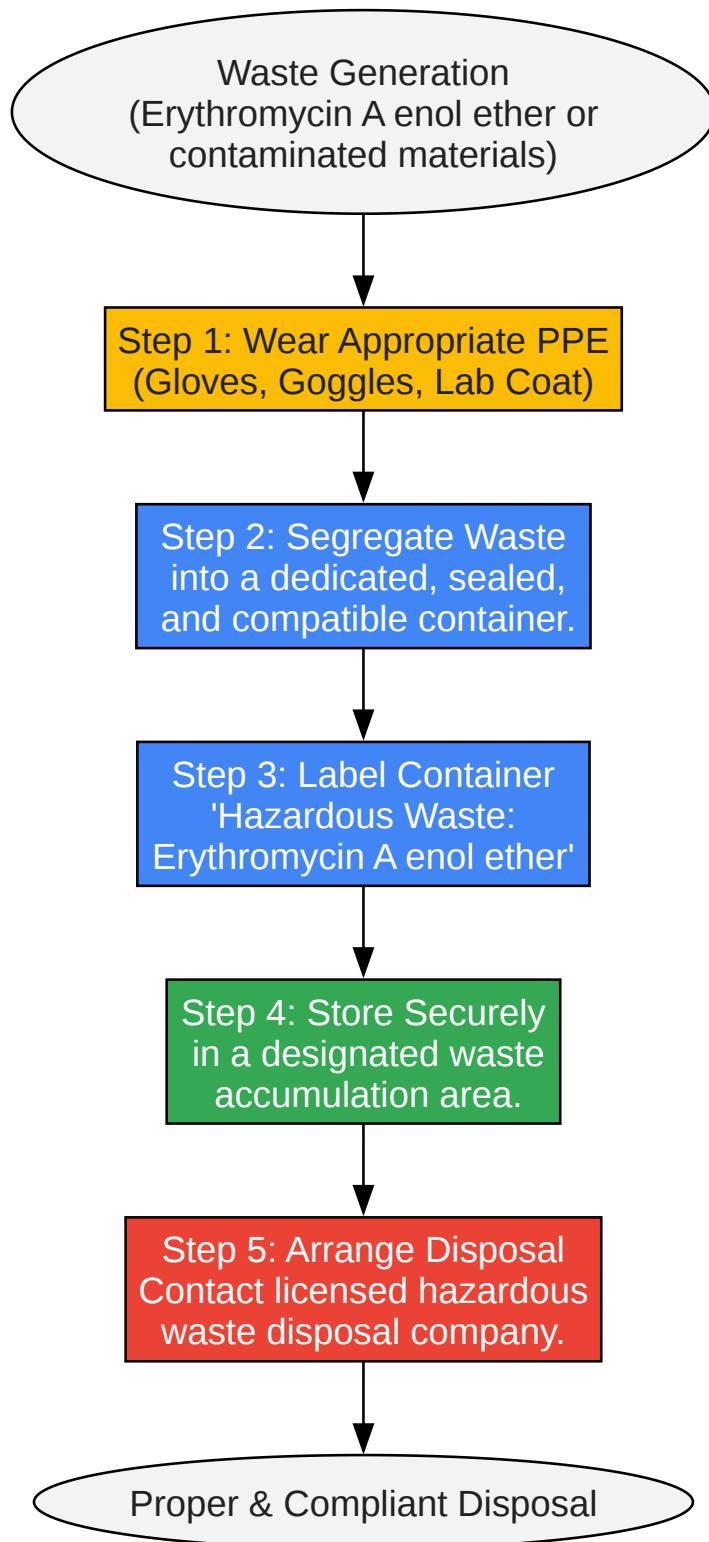 Waste Generation
(Erythromycin A enol ether or
contaminated materials)
Step 1: Wear Appropriate PPE
(Gloves, Goggles, Lab Coat)
Step 2: Segregate Waste
into a dedicated, sealed,
and compatible container.
Step 3: Label Container
'Hazardous Waste:
Erythromycin A enol ether'
Step 4: Store Securely
in a designated waste
accumulation area.
Step 5: Arrange Disposal
Contact licensed hazardous
waste disposal company.
Proper & Compliant Disposal